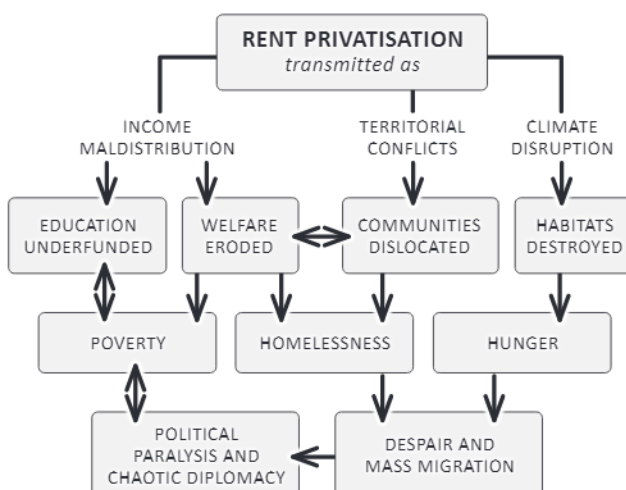 RENT PRIVATISATION
transmitted as
INCOME
MALDISTRIBUTION
TERRITORIAL
CONFLICTS
CLIMATE
DISRUPTION
EDUCATION
UNDERFUNDED
WELFARE
ERODED
COMMUNITIES
DISLOCATED
HABITATS
DESTROYED
POVERTY
HOMELESSNESS
HUNGER
POLITICAL
PARALYSIS AND
CHAOTIC DIPLOMACY
DESPAIR AND
MASS MIGRATION